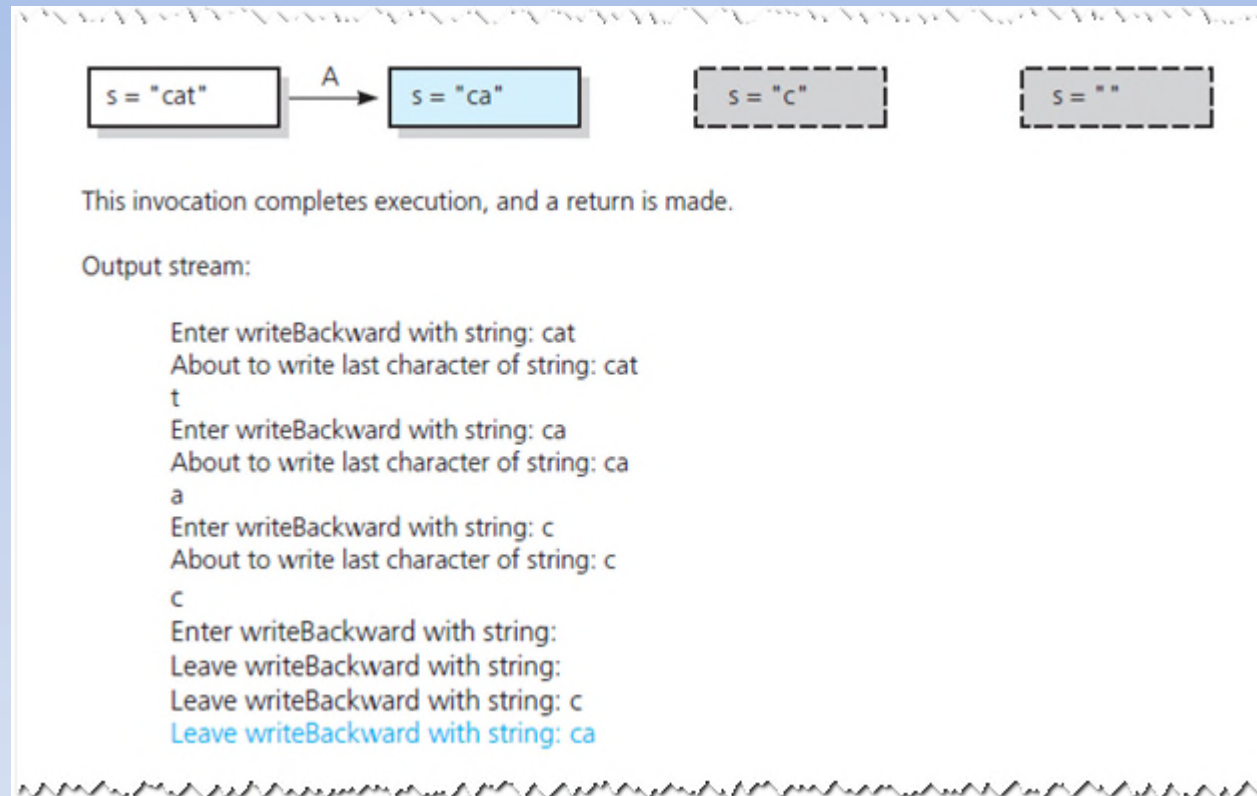 s = "cat" A s = "ca" s = "c" s = " "
This invocation completes execution, and a return is made.
Output stream:
Enter writeBackward with string: cat
About to write last character of string: cat
t
Enter writeBackward with string: ca
About to write last character of string: ca
a
Enter writeBackward with string: c
About to write last character of string: c
c
Enter writeBackward with string:
Leave writeBackward with string:
Leave writeBackward with string: c
Leave writeBackward with string: ca